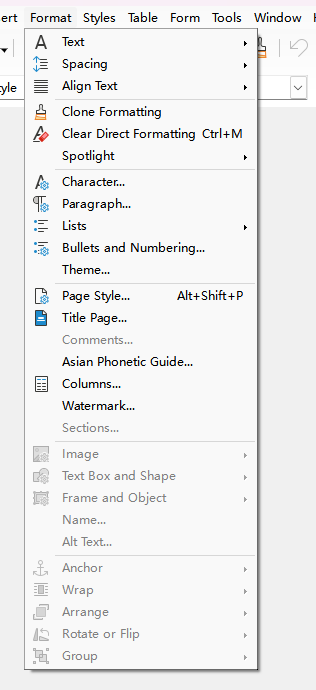 ert Format Styles Table Form Tools Window H
Text
Spacing
yle
Align Text
Clone Formatting
Clear Direct Formatting Ctrl+M
Spotlight
Character...
Paragraph...
Lists
Bullets and Numbering...
Theme...
Page Style... Alt+Shift+P
Title Page...
Comments...
Asian Phonetic Guide...
Columns...
Watermark...
Sections...
Image
Text Box and Shape
Frame and Object
Name...
Alt Text...
Anchor
Wrap
Arrange
Rotate or Flip
Group